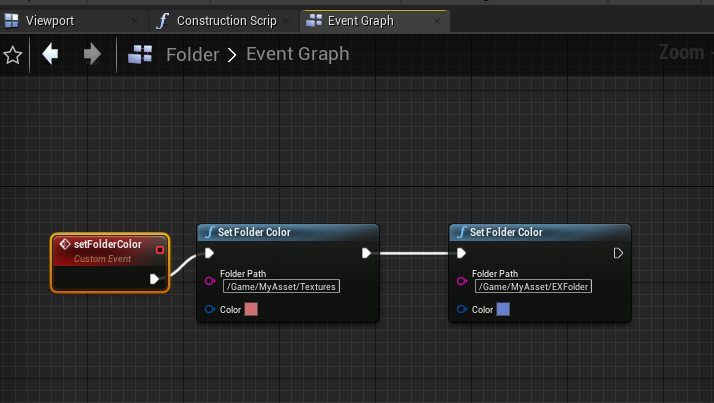 Viewport
Construction Scrip
Event Graph
Folder > Event Graph
Zoom -
setFolderColor
Custom Event
Set Folder Color
Folder Path
/Game/MyAsset/Textures
Color
Set Folder Color
Folder Path
/Game/MyAsset/EXFolder
Color